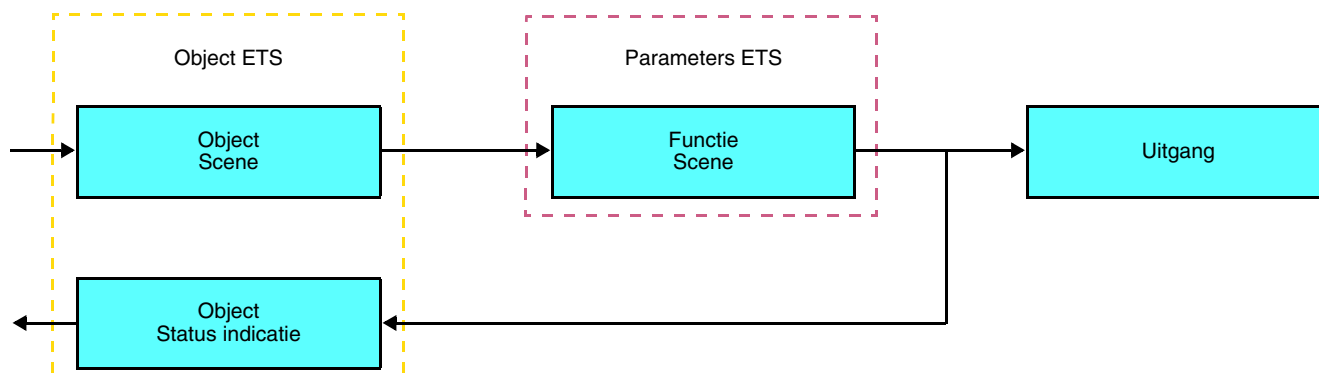 Object ETS
Parameters ETS
Object
Scene
Functie
Scene
Uitgang
Object
Status indicatie